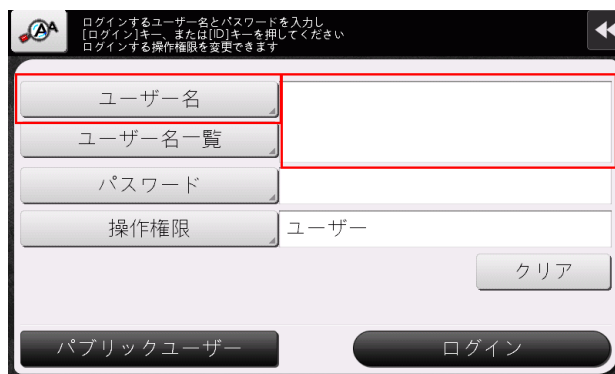 ログインするユーザー名とパスワードを入力し
[ログイン]キー、または[ID]キーを押してください
ログインする操作権限を変更できます
ユーザー名
ユーザー名一覧
パスワード
操作権限
ユーザー
クリア
パブリックユーザー
ログイン